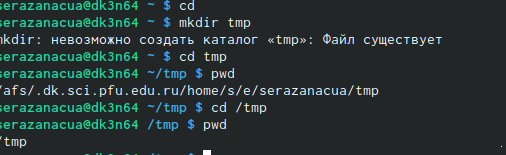 serazanacua@dk3n64 ~ $ cd
serazanacua@dk3n64 ~ $ mkdir tmp
mkdir: невозможно создать каталог «tmp»: Файл существует
serazanacua@dk3n64 ~ $ cd tmp
serazanacua@dk3n64 ~/tmp $ pwd
/afs/.dk.sci.pfu.edu.ru/home/s/e/serazanacua/tmp
serazanacua@dk3n64 ~/tmp $ cd /tmp
serazanacua@dk3n64 /tmp $ pwd
/tmp
serazanacua@dk3n64 /tmp $